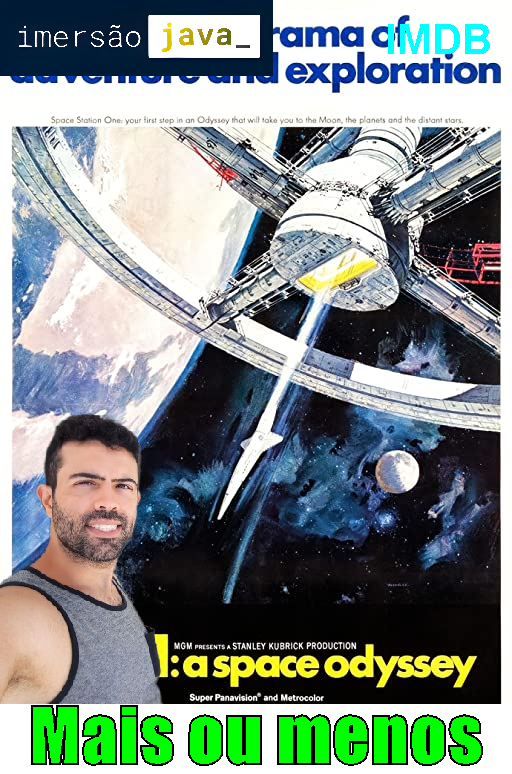 imersão java_
rama of
IMDB
adventure and exploration
Space Station One: your first step in an Odyssey that will take you to the Moon, the planets and the distant stars.
MGM PRESENTS A STANLEY KUBRICK PRODUCTION
: a space odyssey
Super Panavision® and Metrocolor
Mais ou menos